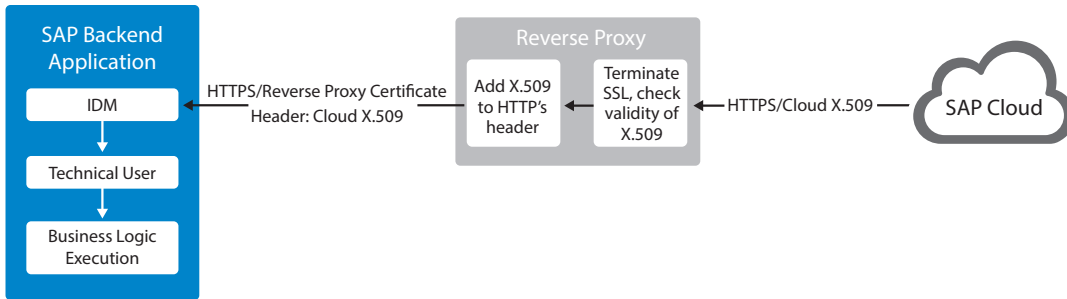 SAP Backend
Application
IDM
Technical User
Business Logic
Execution
HTTPS/Reverse Proxy Certificate
Header: Cloud X.509
Reverse Proxy
Add X.509
to HTTP's
header
Terminate
SSL, check
validity of
X.509
HTTPS/Cloud X.509
SAP Cloud